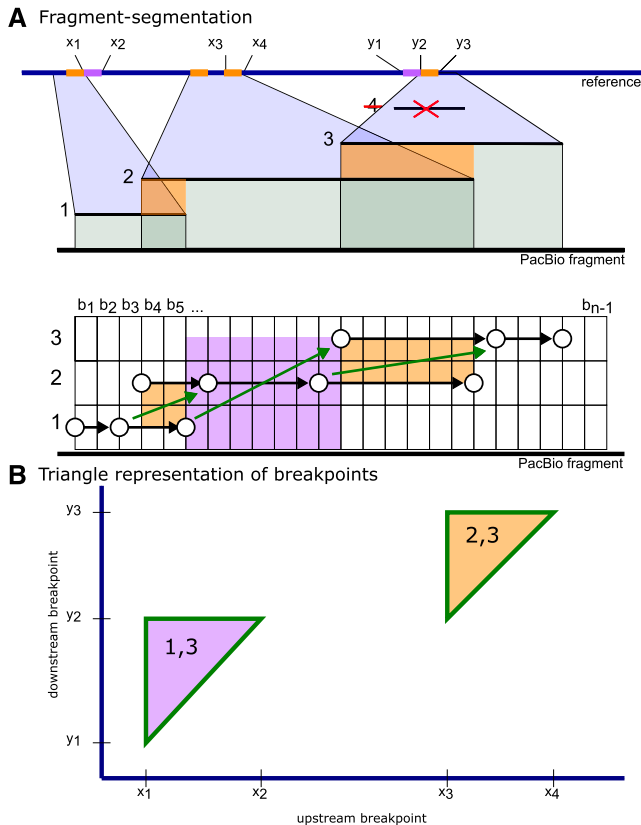 A Fragment-segmentation
x1 x2 x3 x4 y1 y2 y3
reference
4
3
2
1
PacBio fragment
b1 b2 b3 b4 b5 ... bn-1
3
2
1
PacBio fragment
B Triangle representation of breakpoints
y3
2,3
downstream breakpoint
y2
1,3
y1
x1 x2 x3 x4
upstream breakpoint